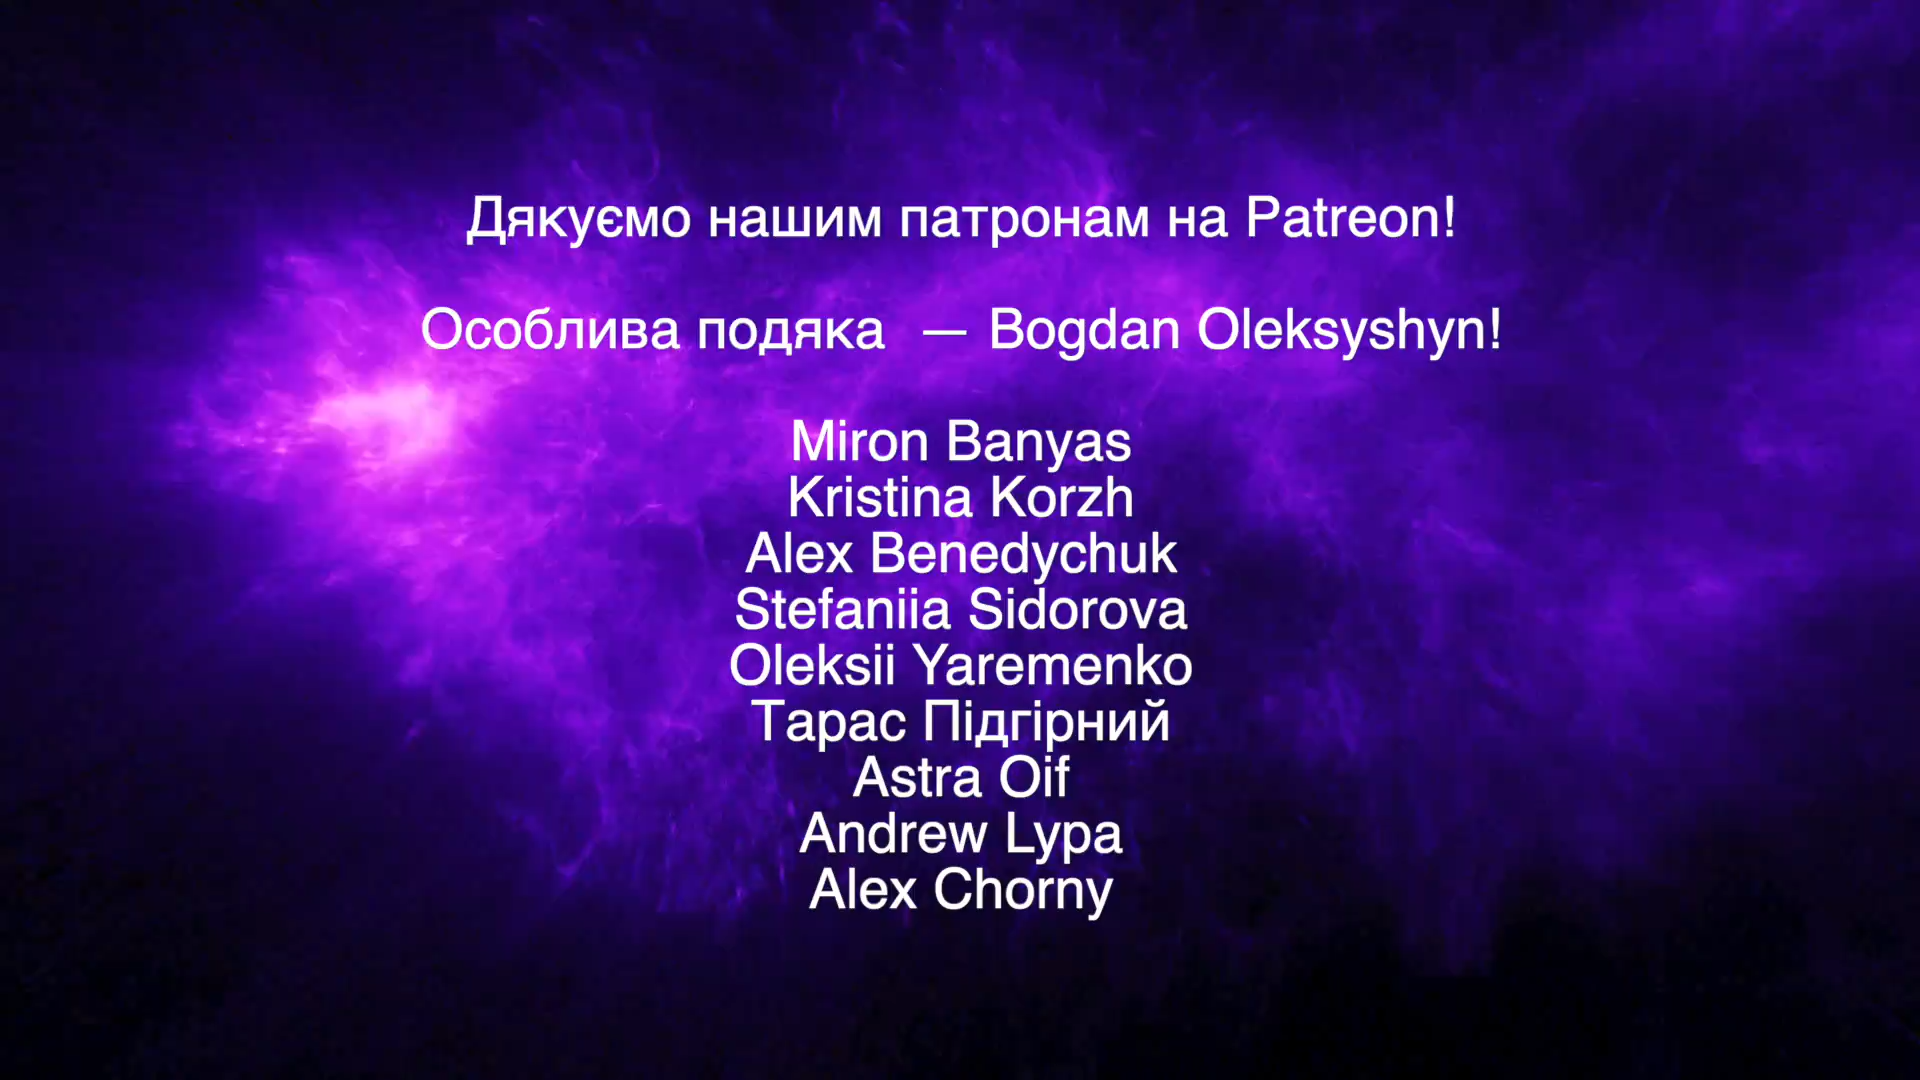 Дякуємо нашим патронам на Patreon!
Особлива подяка — Bogdan Oleksyshyn!
Miron Banyas
Kristina Korzh
Alex Benedychuk
Stefaniia Sidorova
Oleksii Yaremenko
Тарас Підгірний
Astra Oif
Andrew Lypa
Alex Chorny